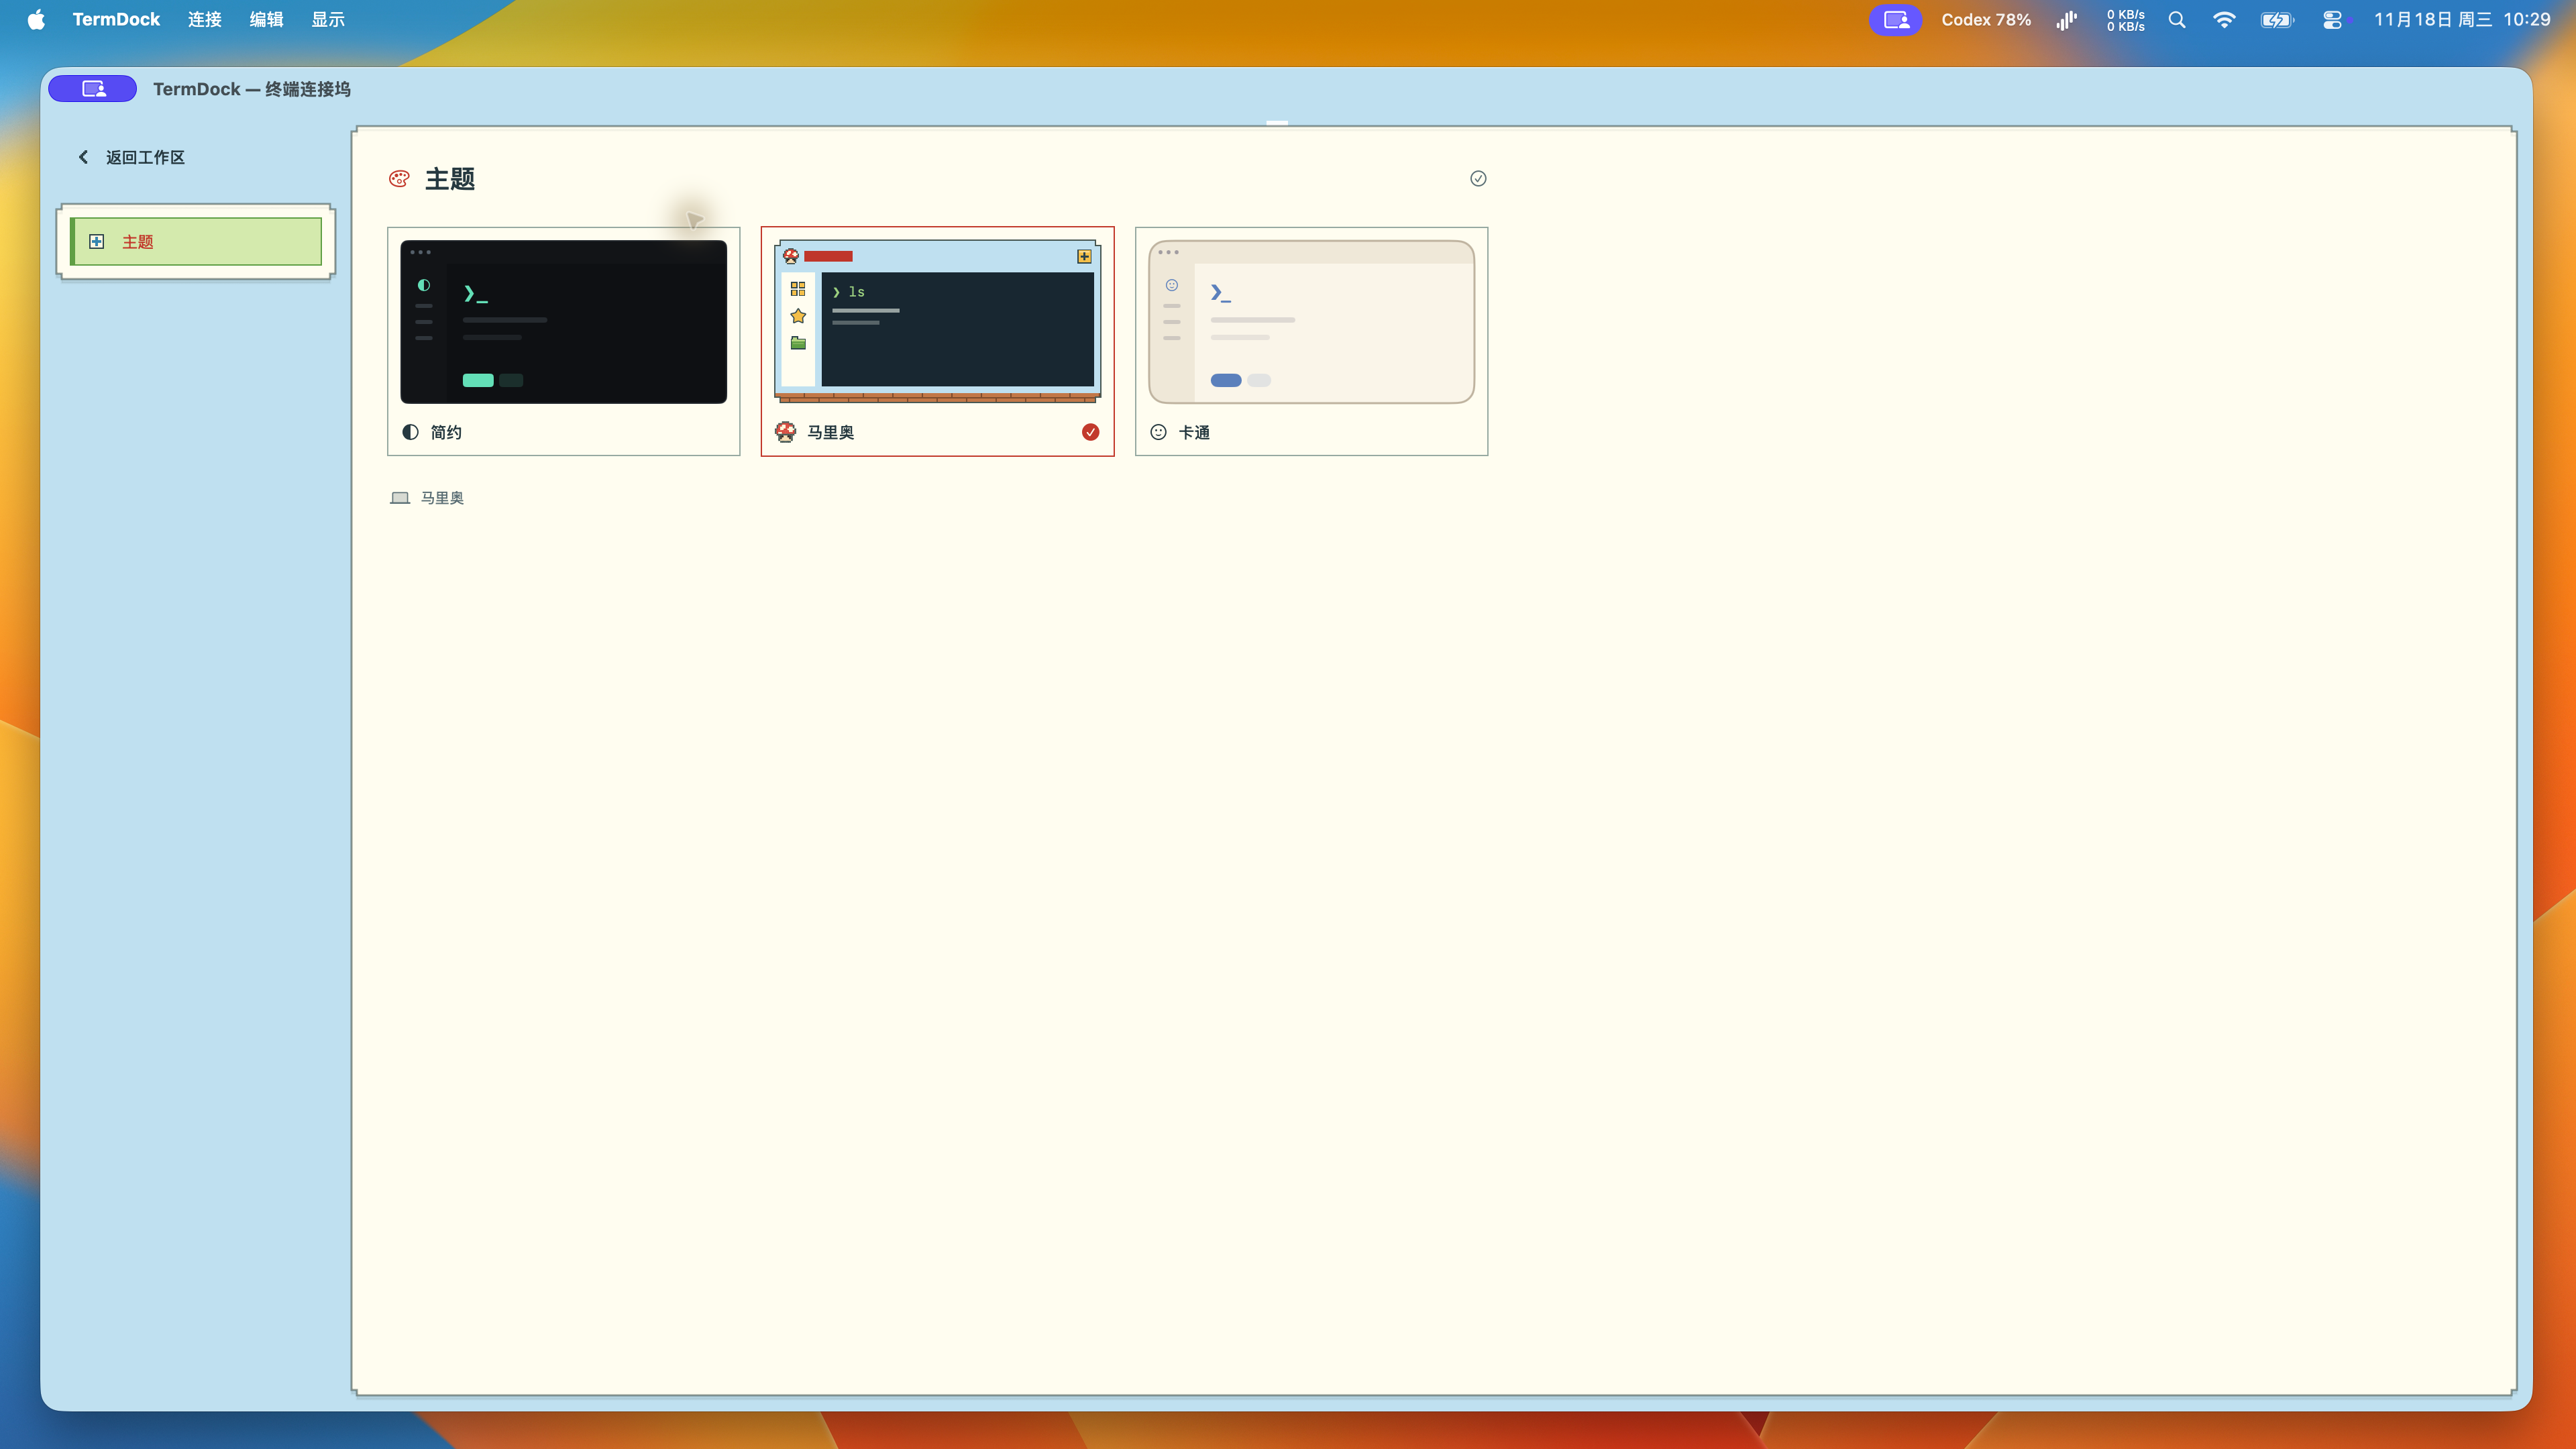 TermDock 连接 编辑 显示 Codex 78% 0 KB/s 0 KB/s 11月18日 周三 10:29
TermDock — 终端连接坞
返回工作区
主题
主题
❯_
❯ ls
❯_
简约
马里奥
卡通
马里奥